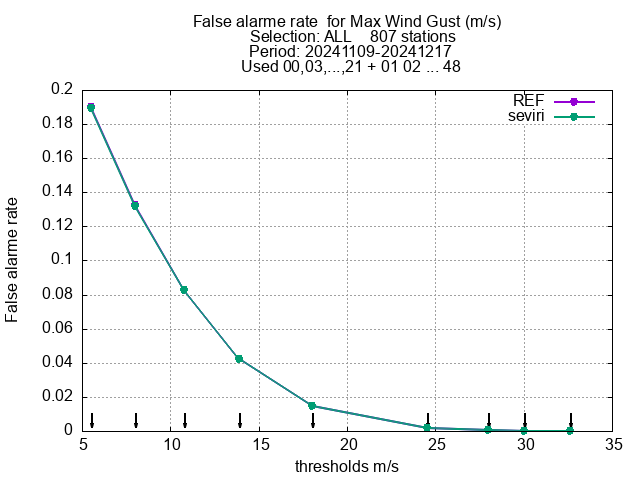 False alarme rate  for Max Wind Gust (m/s)
Selection: ALL    807 stations
Period: 20241109-20241217
Used 00,03,...,21 + 01 02 ... 48
REF
seviri
False alarme rate
0.2
0.18
0.16
0.14
0.12
0.1
0.08
0.06
0.04
0.02
0
5 10 15 20 25 30 35
thresholds m/s